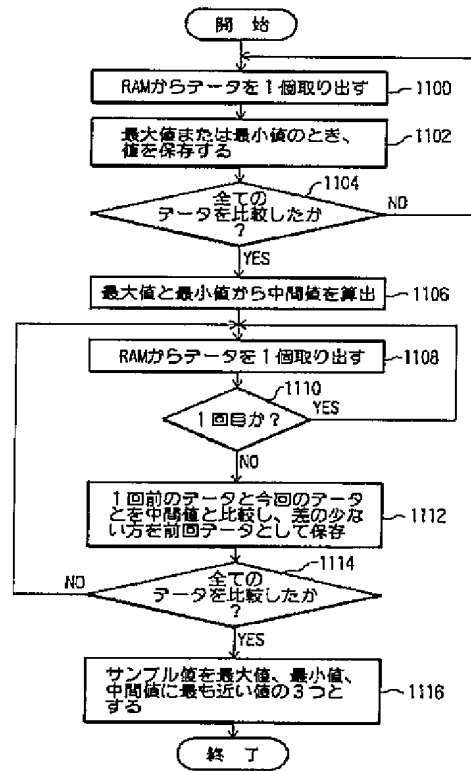 開始
RAMからデータを1個取り出す
1100
最大値または最小値のとき、
値を保存する
1102
1104
全ての
データを比較したか
?
NO
YES
最大値と最小値から中間値を算出
1106
RAMからデータを1個取り出す
1108
1110
1回目か?
YES
NO
1回前のデータと今回のデータ
とを中間値と比較し、差の少な
い方を前回データとして保存
1112
1114
全ての
データを比較したか
?
NO
YES
サンプル値を最大値、最小値、
中間値に最も近い値の3つと
する
1116
終了